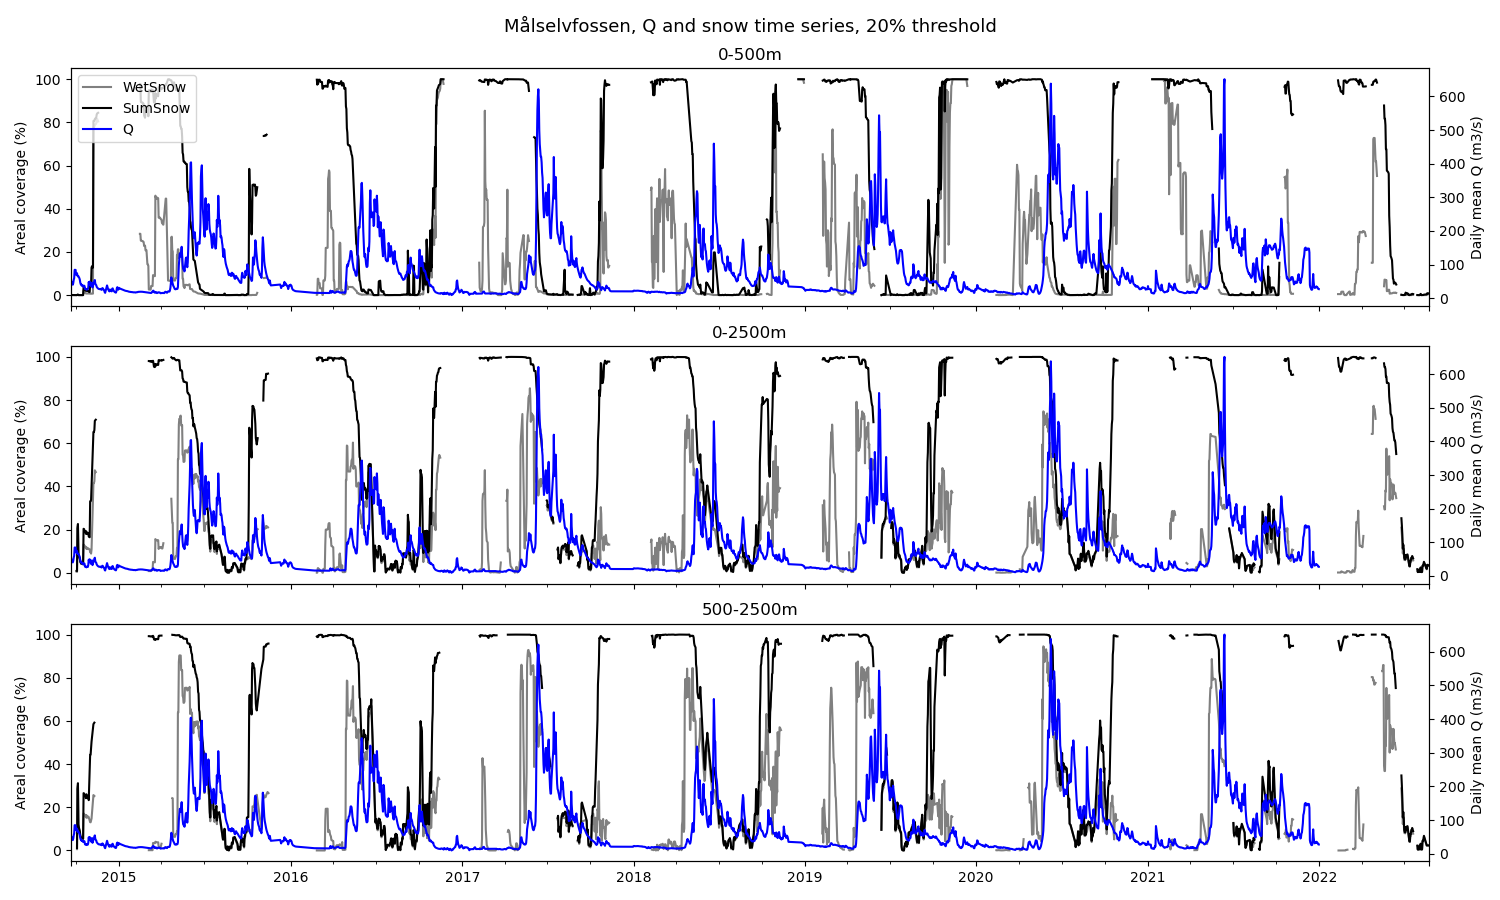 Målselvfossen, Q and snow time series, 20% threshold
0-500m
WetSnow
SumSnow
Q
100
80
60
40
20
0
Areal coverage (%)
600
500
400
300
200
100
0
Daily mean Q (m3/s)
0-2500m
100
80
60
40
20
0
Areal coverage (%)
600
500
400
300
200
100
0
Daily mean Q (m3/s)
500-2500m
100
80
60
40
20
0
Areal coverage (%)
600
500
400
300
200
100
0
Daily mean Q (m3/s)
2015 2016 2017 2018 2019 2020 2021 2022